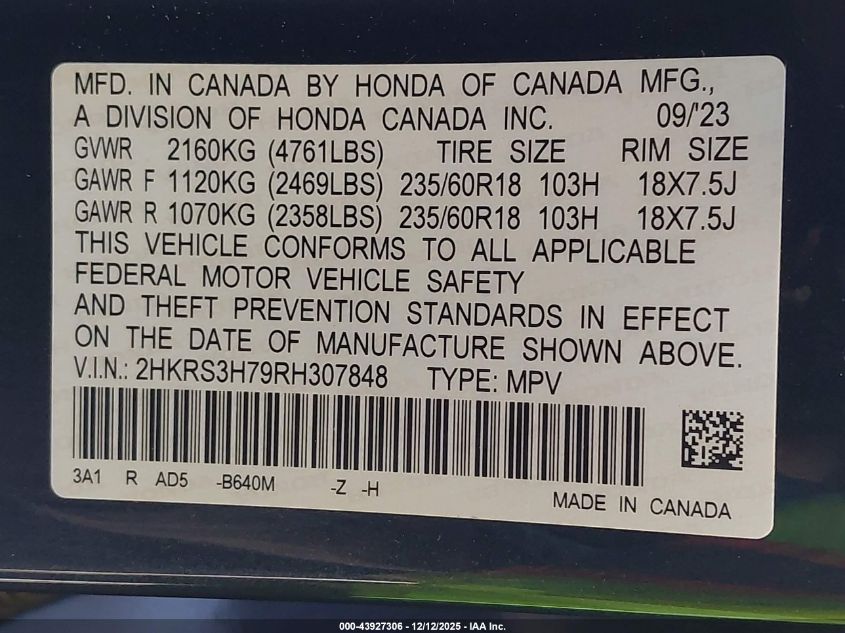 MFD. IN CANADA BY HONDA OF CANADA MFG.,
A DIVISION OF HONDA CANADA INC. 09/'23
GVWR 2160KG (4761LBS) TIRE SIZE RIM SIZE
GAWR F 1120KG (2469LBS) 235/60R18 103H 18X7.5J
GAWR R 1070KG (2358LBS) 235/60R18 103H 18X7.5J
THIS VEHICLE CONFORMS TO ALL APPLICABLE
FEDERAL MOTOR VEHICLE SAFETY
AND THEFT PREVENTION STANDARDS IN EFFECT
ON THE DATE OF MANUFACTURE SHOWN ABOVE.
V.I.N.: 2HKRS3H79RH307848 TYPE: MPV
3A1 R AD5 -B640M -Z -H
MADE IN CANADA
000-43927306 - 12/12/2025 - IAA Inc.